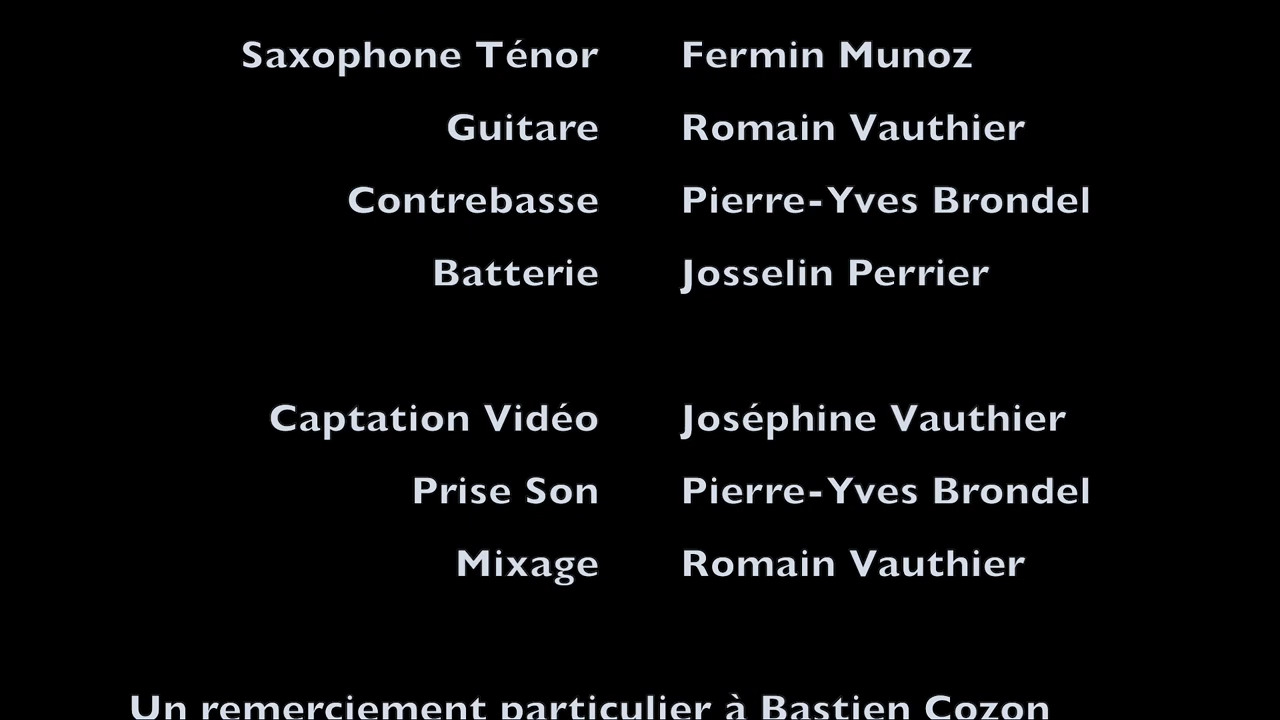 Saxophone Ténor Fermin Munoz
Guitare Romain Vauthier
Contrebasse Pierre-Yves Brondel
Batterie Josselin Perrier
Captation Vidéo Joséphine Vauthier
Prise Son Pierre-Yves Brondel
Mixage Romain Vauthier
Un remerciement particulier à Bastien Cozon